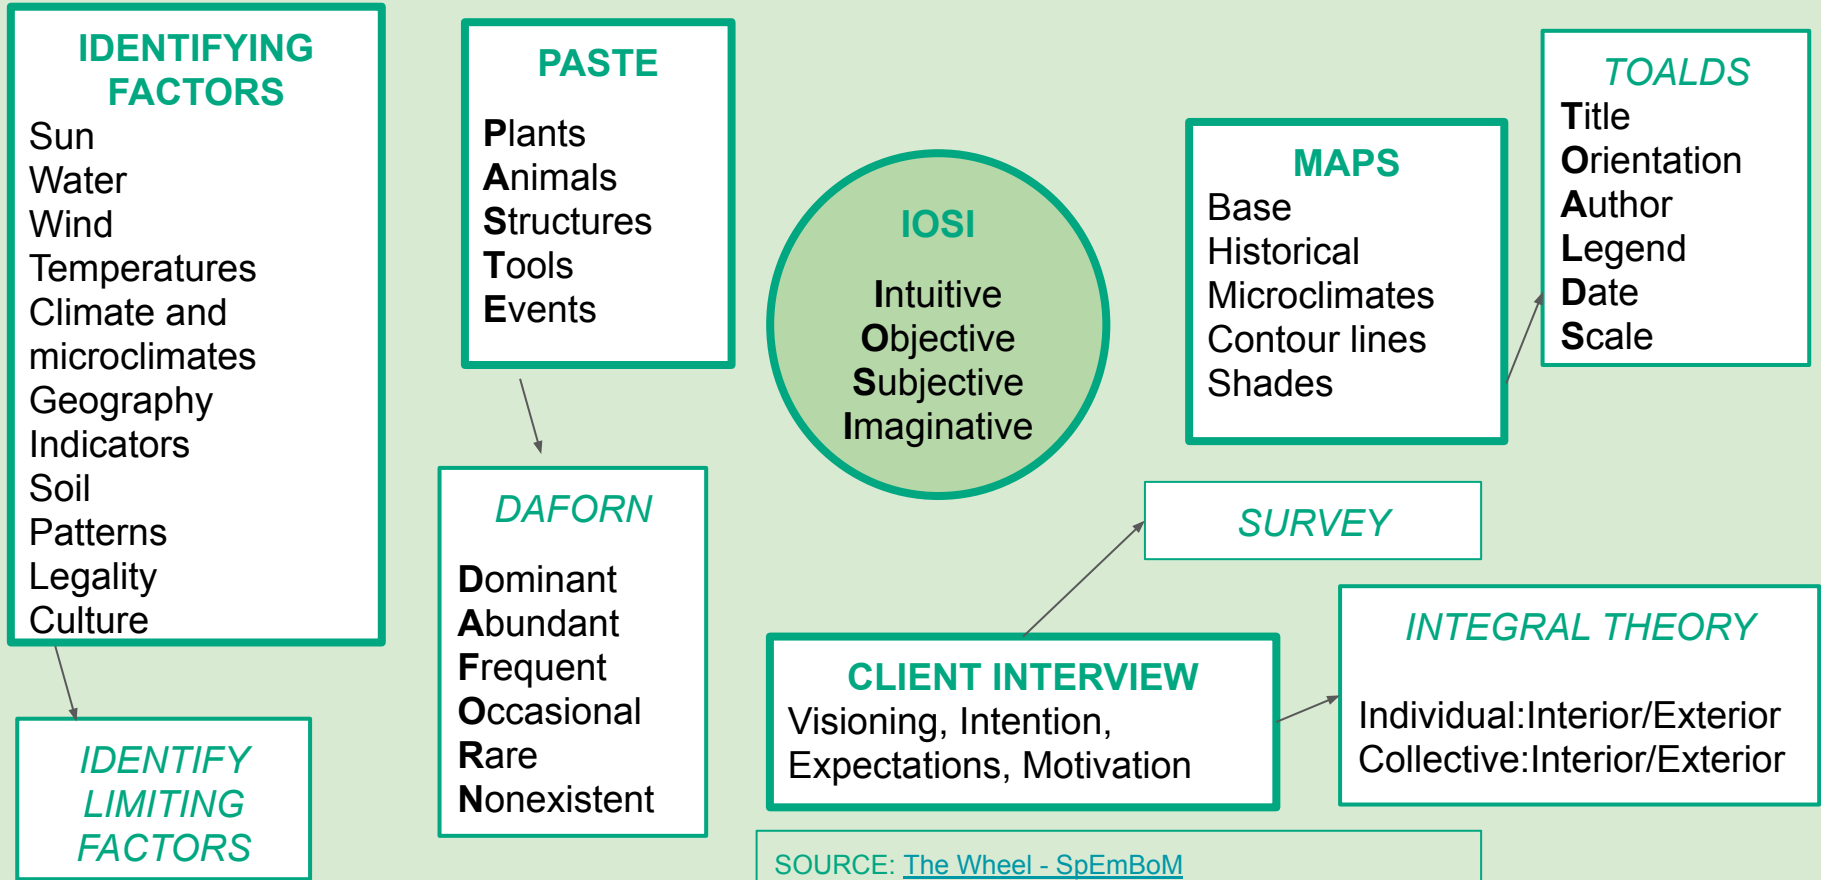 IDENTIFYING
FACTORS
Sun
Water
Wind
Temperatures
Climate and
microclimates
Geography
Indicators
Soil
Patterns
Legality
Culture
IDENTIFY
LIMITING
FACTORS
PASTE
Plants
Animals
Structures
Tools
Events
DAFORN
Dominant
Abundant
Frequent
Occasional
Rare
Nonexistent
IOSI
Intuitive
Objective
Subjective
Imaginative
MAPS
Base
Historical
Microclimates
Contour lines
Shades
TOALDS
Title
Orientation
Author
Legend
Date
Scale
SURVEY
CLIENT INTERVIEW
Visioning, Intention,
Expectations, Motivation
INTEGRAL THEORY
Individual:Interior/Exterior
Collective:Interior/Exterior
SOURCE: The Wheel - SpEmBoM